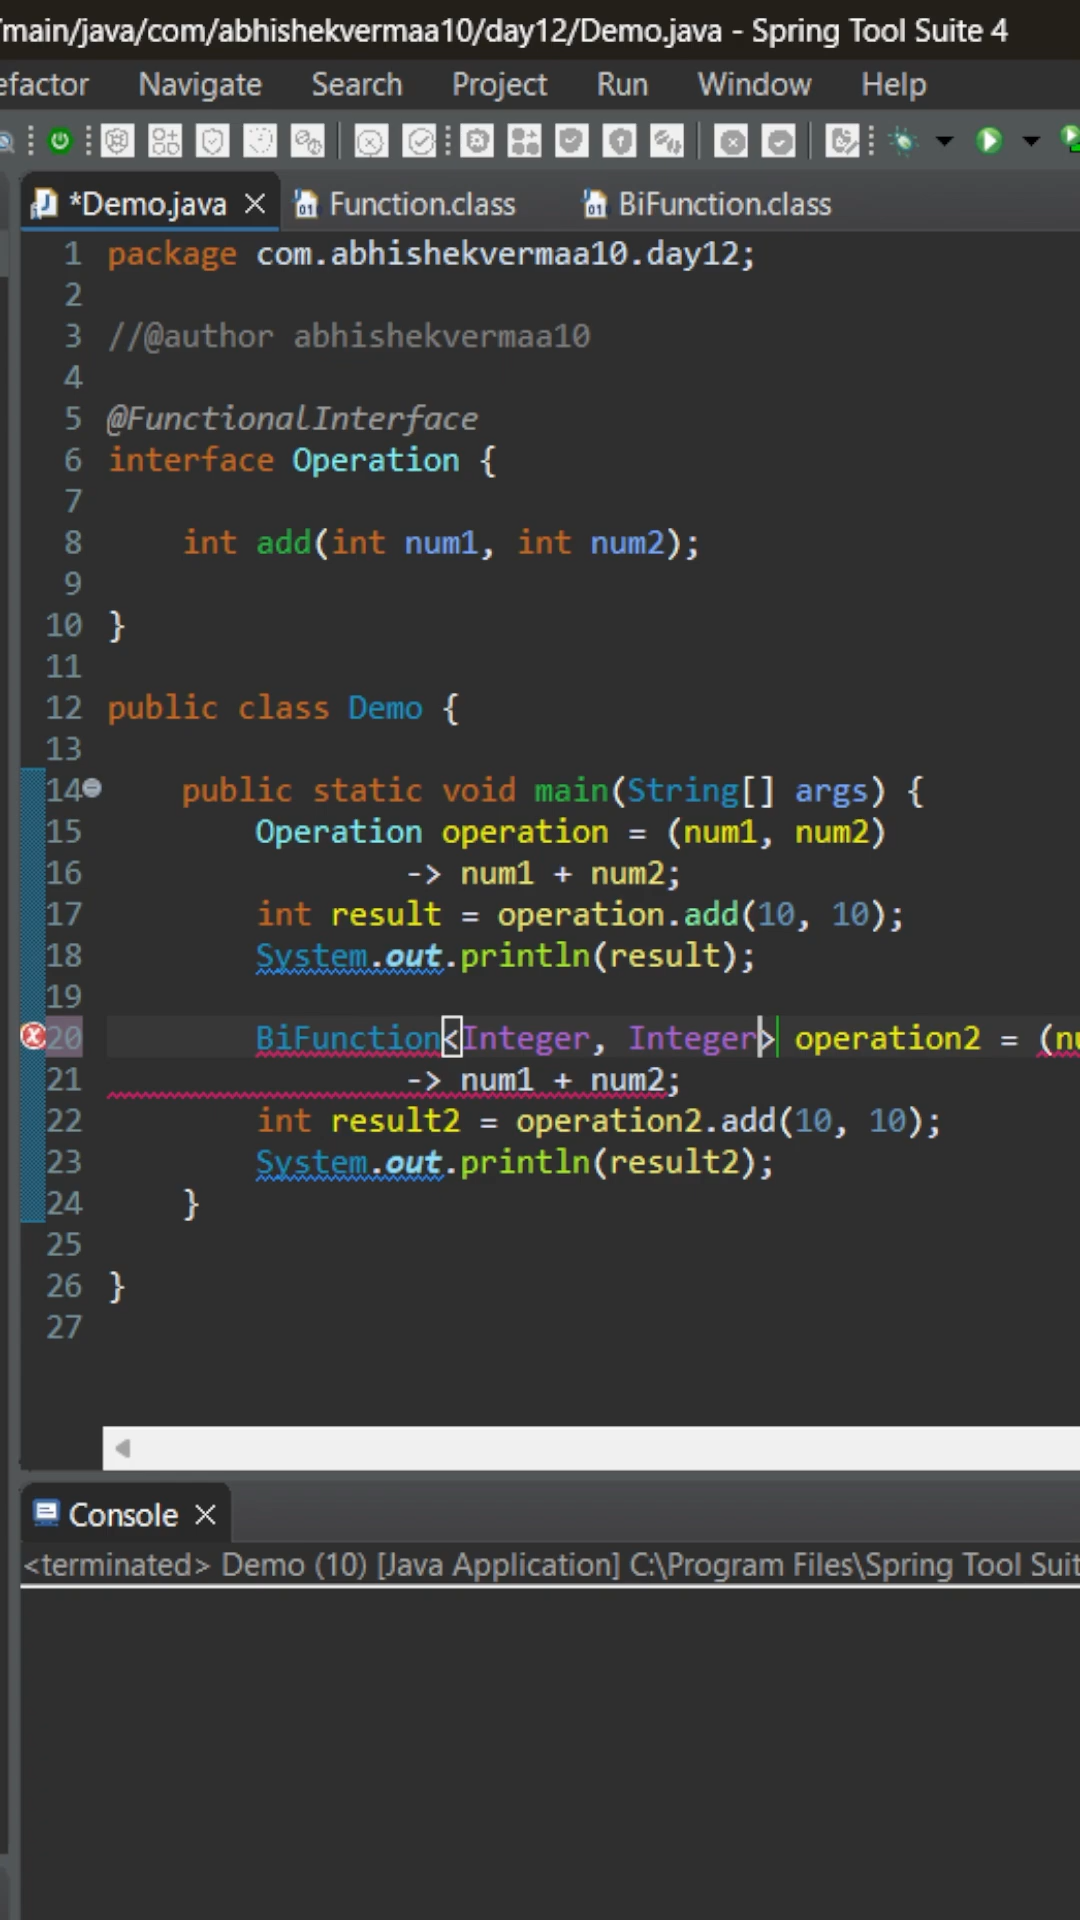 /main/java/com/abhishekvermaa10/day12/Demo.java - Spring Tool Suite 4
efactor Navigate Search Project Run Window Help
*Demo.java Function.class BiFunction.class
1 package com.abhishekvermaa10.day12;
2
3 //@author abhishekvermaa10
4
5 @FunctionalInterface
6 interface Operation {
7
8 int add(int num1, int num2);
9
10 }
11
12 public class Demo {
13
14 public static void main(String[] args) {
15 Operation operation = (num1, num2)
16 -> num1 + num2;
17 int result = operation.add(10, 10);
18 System.out.println(result);
19
20 BiFunction<Integer, Integer> operation2 = (nu
21 -> num1 + num2;
22 int result2 = operation2.add(10, 10);
23 System.out.println(result2);
24 }
25
26 }
27
Console
<terminated> Demo (10) [Java Application] C:\Program Files\Spring Tool Suit